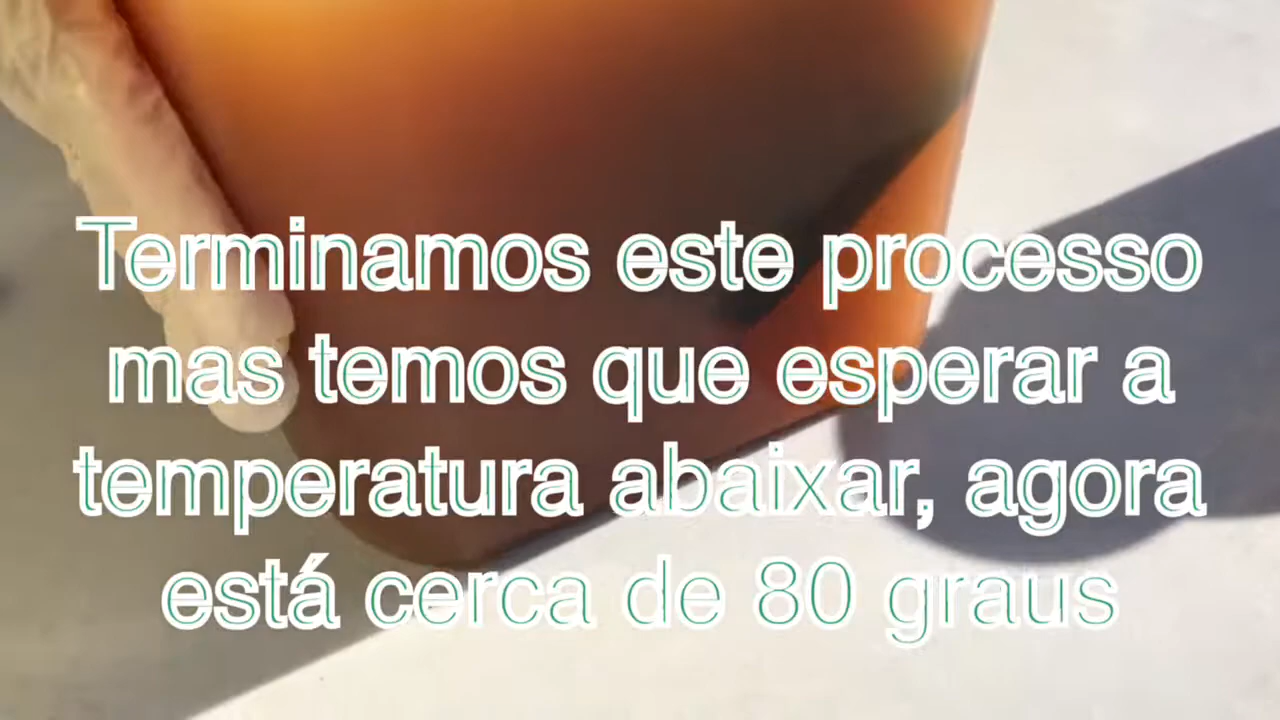 Terminamos este processo
mas temos que esperar a
temperatura abaixar, agora
está cerca de 80 graus